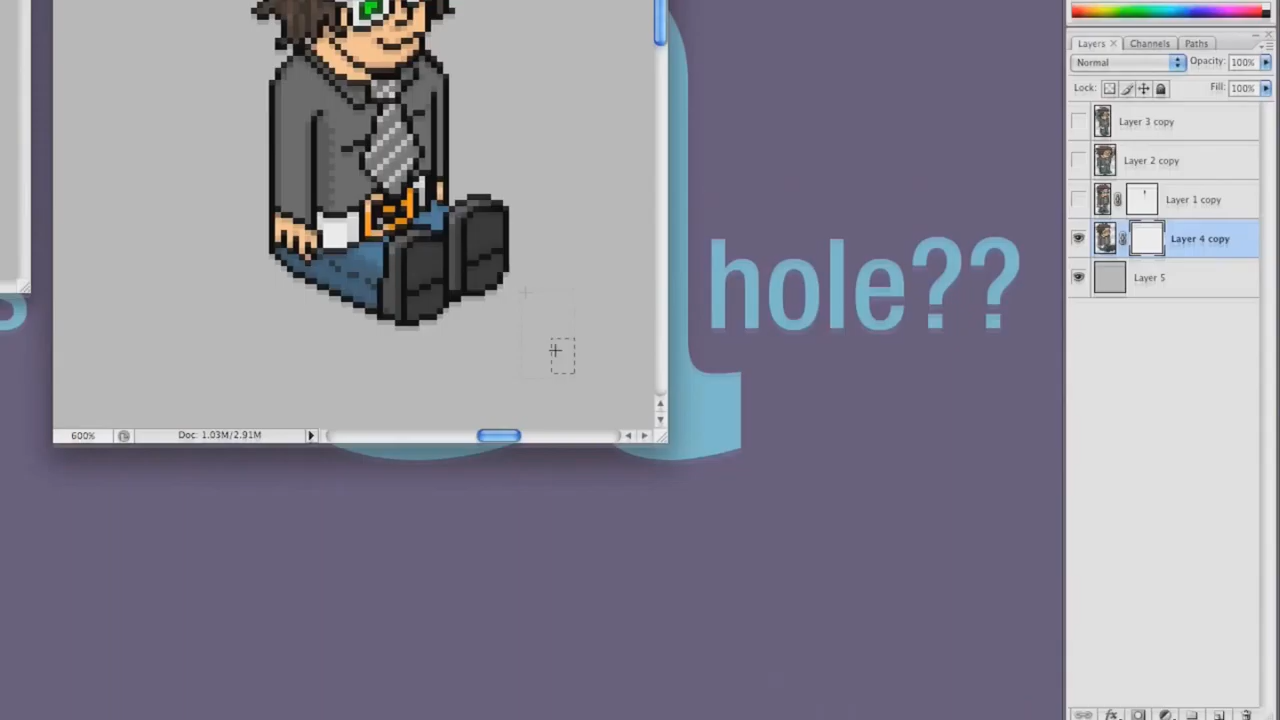 Layers × Channels Paths
Normal Opacity: 100%
Lock: Fill: 100%
Layer 3 copy
Layer 2 copy
Layer 1 copy
Layer 4 copy
Layer 5
hole??
s
600% Doc: 1.03M/2.91M
fx